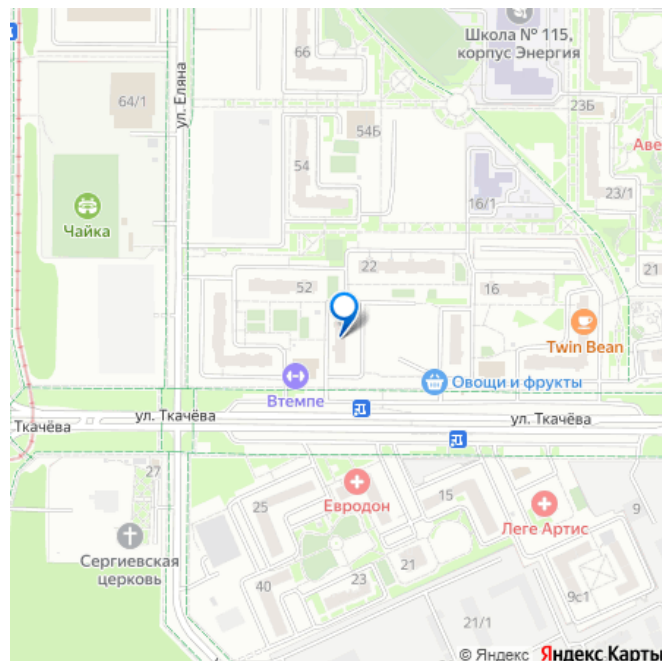 Школа № 115,
корпус Энергия
66
64/1
ул. Еляна
54Б
23Б
54
Аве
16/1
23/1
Чайка
22
21
52
16
Twin Bean
Втемпе
Овощи и фрукты
ул. Ткачёва
ул. Ткачёва
Ткачёва
27
Евродон
15
25
Леге Артис
9
Сергиевская
церковь
21
40
23
9с1
21/1
© Яндекс Яндекс Карты